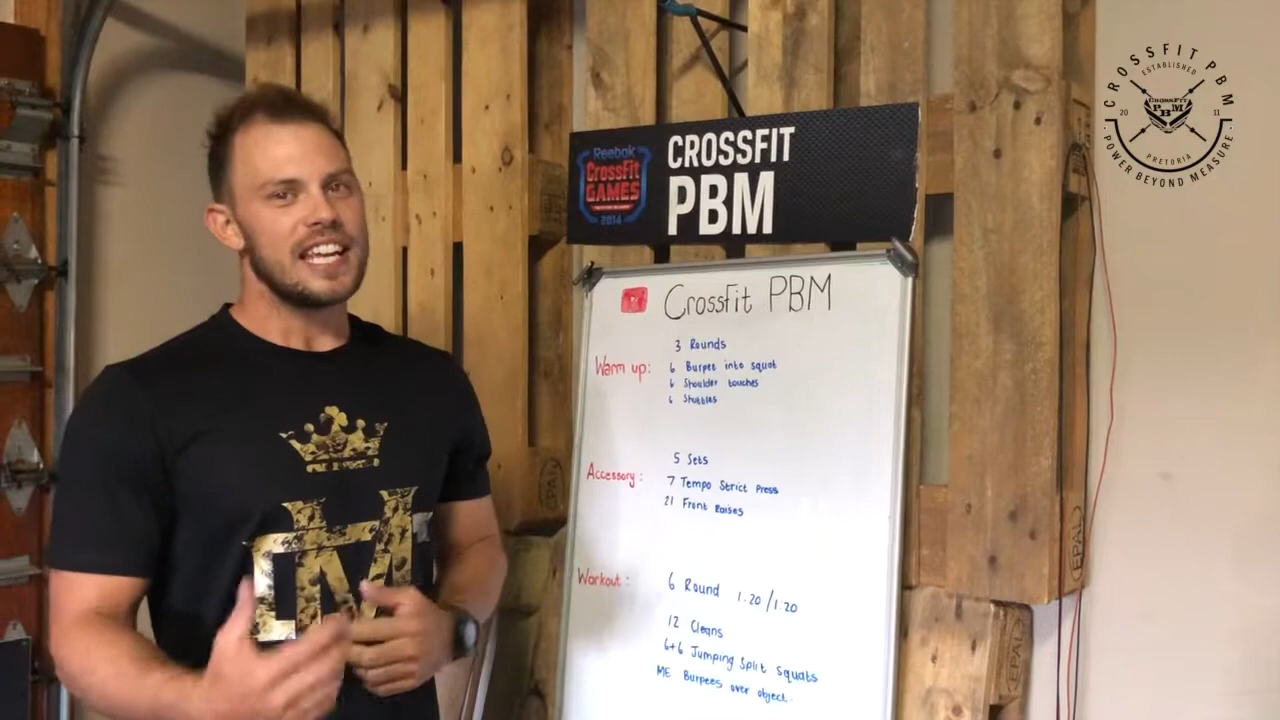 CROSSFIT PBM
ESTABLISHED
20 11
CROSSFIT
PBM
PRETORIA
· POWER BEYOND MEASURE ·
Reebok
CrossFit
GAMES
2014
CROSSFIT
PBM
CrossFit PBM
3 Rounds
Warm up: 6 Burpee into squat
6 Shoulder touches
6 Shuttles
5 Sets
Accessory: 7 Tempo Strict Press
21 Front Raises
Workout: 6 Round 1.20/1.20
12 Cleans
6+6 Jumping Split Squats
ME Burpees over object.
EPAL
EPAL